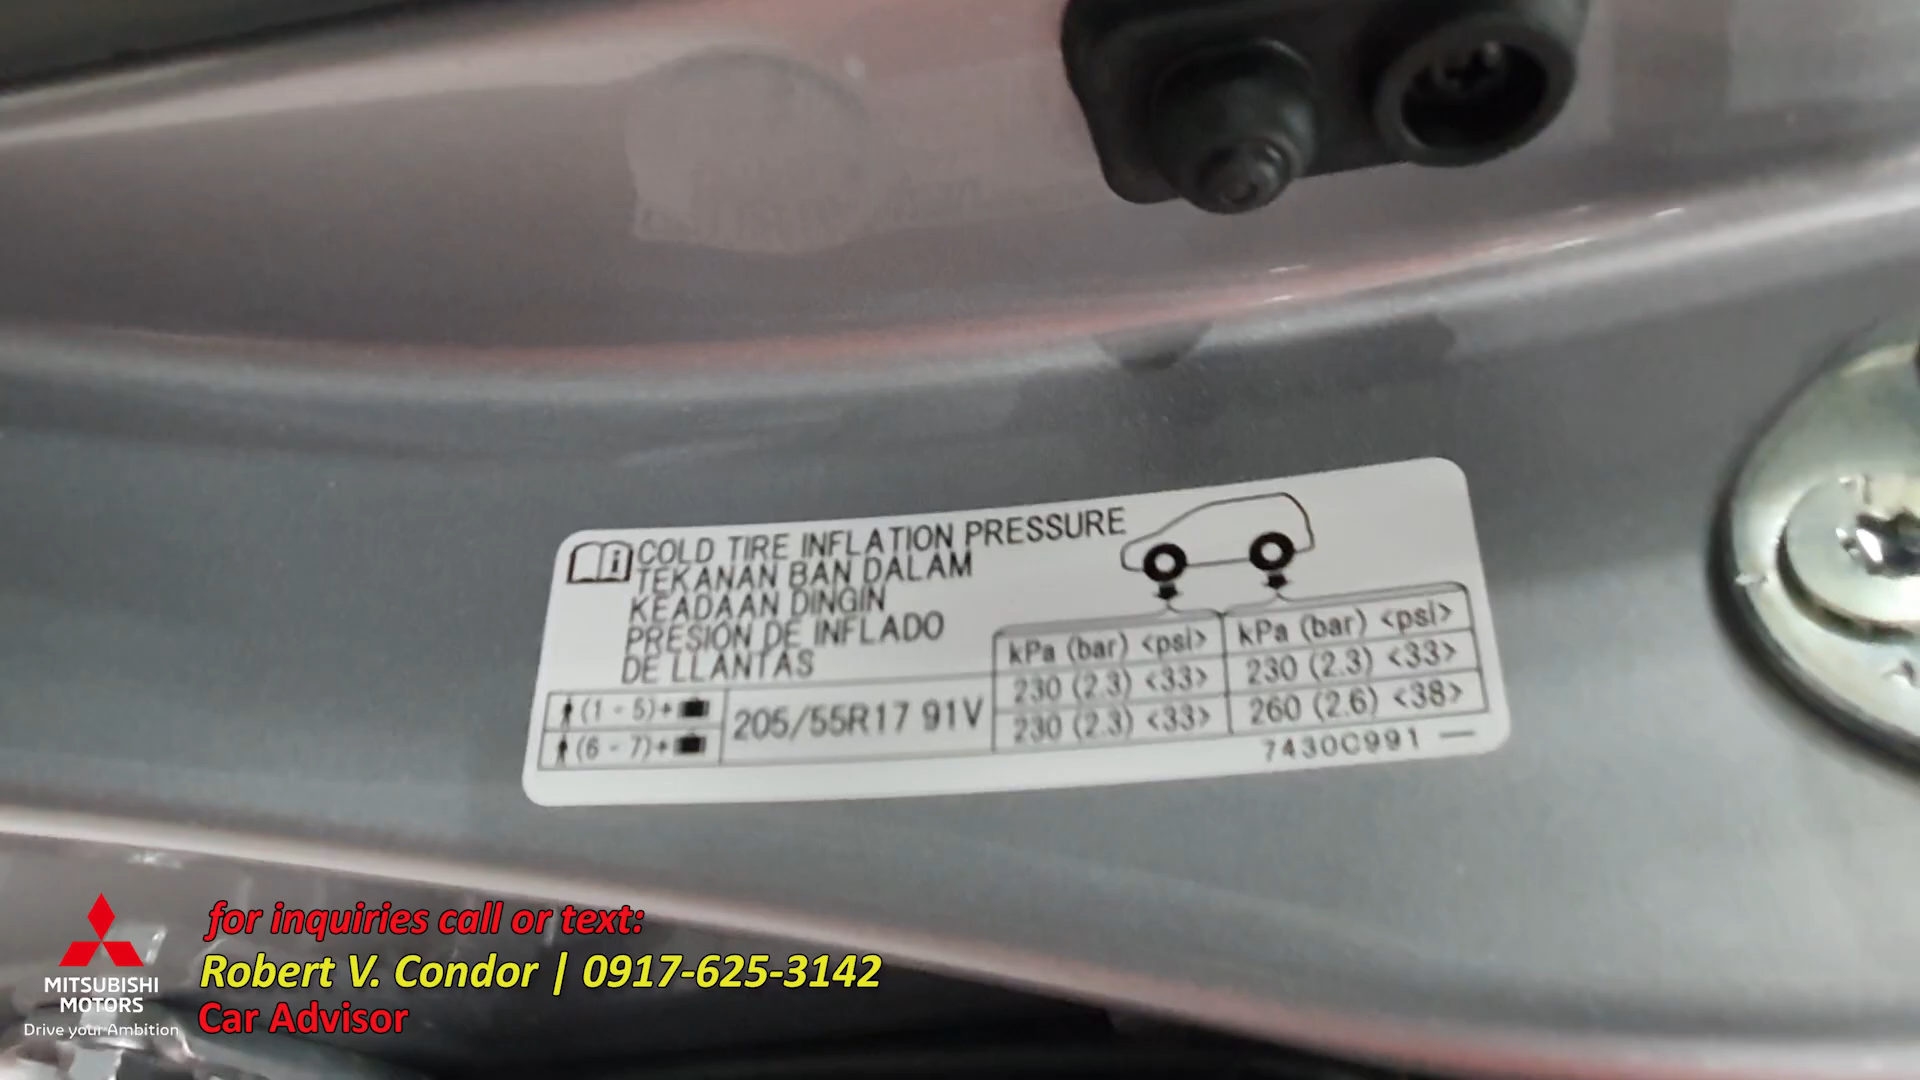 COLD TIRE INFLATION PRESSURE
TEKANAN BAN DALAM
KEADAAN DINGIN
PRESIÓN DE INFLADO
DE LLANTAS
kPa (bar) <psi> kPa (bar) <psi>
(1 - 5)+ 205/55R17 91V 230 (2.3) <33> 230 (2.3) <33>
(6 - 7)+ 230 (2.3) <33> 260 (2.6) <38>
7430C991 —
for inquiries call or text:
Robert V. Condor | 0917-625-3142
Car Advisor
MITSUBISHI
MOTORS
Drive your Ambition